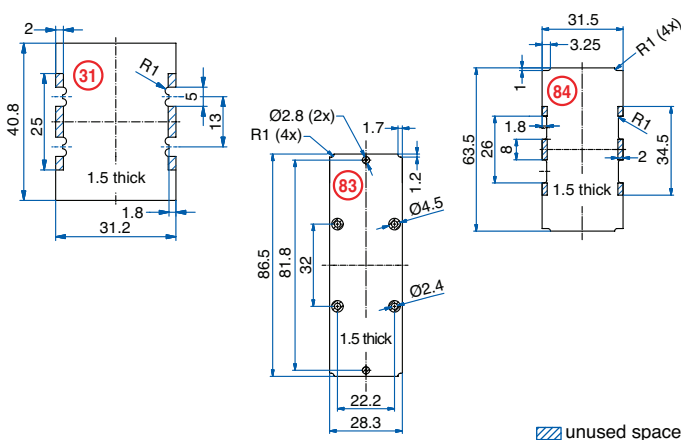 2
31
R1
5
13
40.8
25
1.5 thick
1.8
31.2
Ø2.8 (2x)
R1 (4x)
1.7
1.2
83
Ø4.5
86.5
81.8
32
Ø2.4
1.5 thick
22.2
28.3
31.5
R1 (4x)
3.25
1
84
1.8
R1
63.5
26
8
34.5
2
1.5 thick
unused space